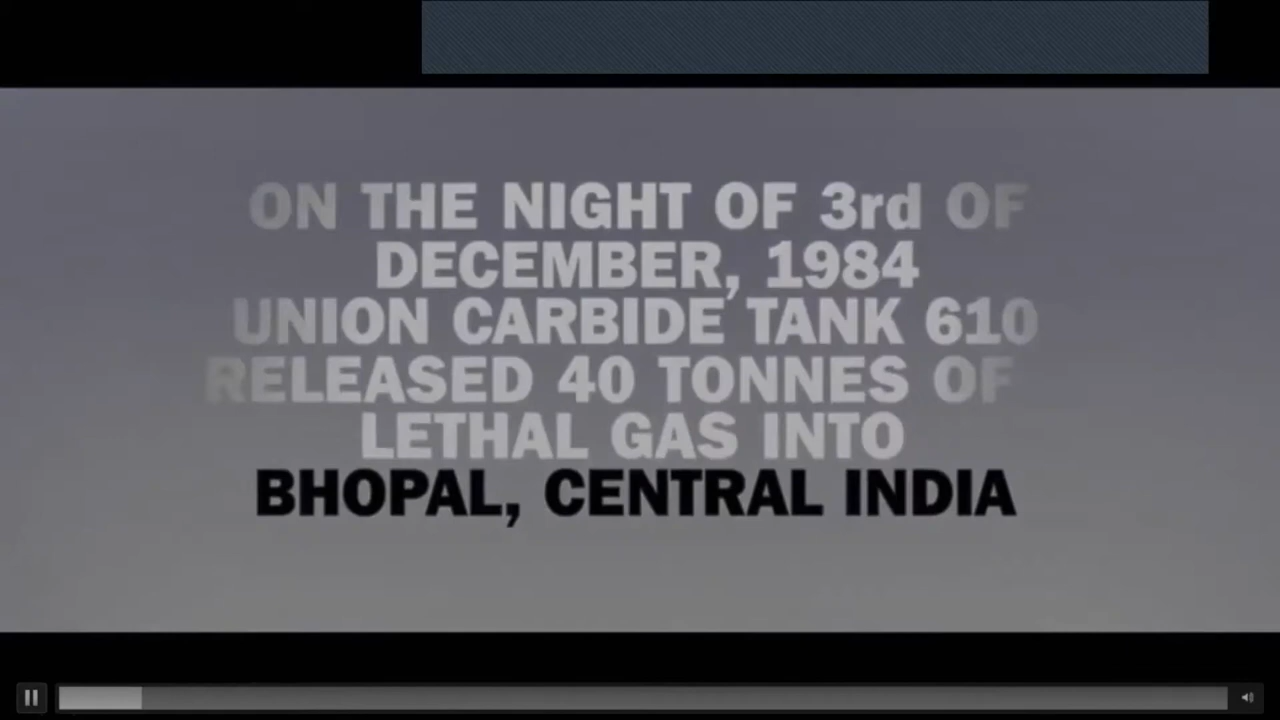 ON THE NIGHT OF 3rd OF
DECEMBER, 1984
UNION CARBIDE TANK 610
RELEASED 40 TONNES OF
LETHAL GAS INTO
BHOPAL, CENTRAL INDIA